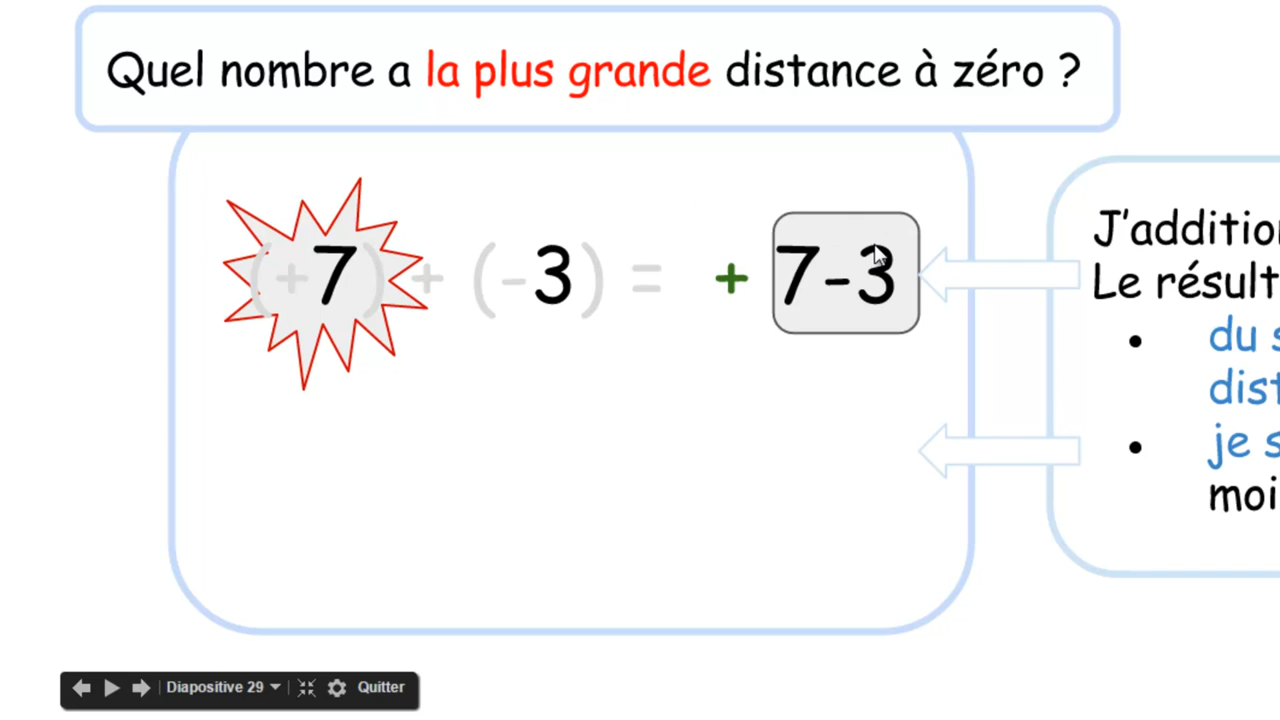 Quel nombre a la plus grande distance à zéro ?
(+7) + (-3) = + 7-3
J'addition
Le résult
• du s
dist
• je s
moi
Diapositive 29 Quitter